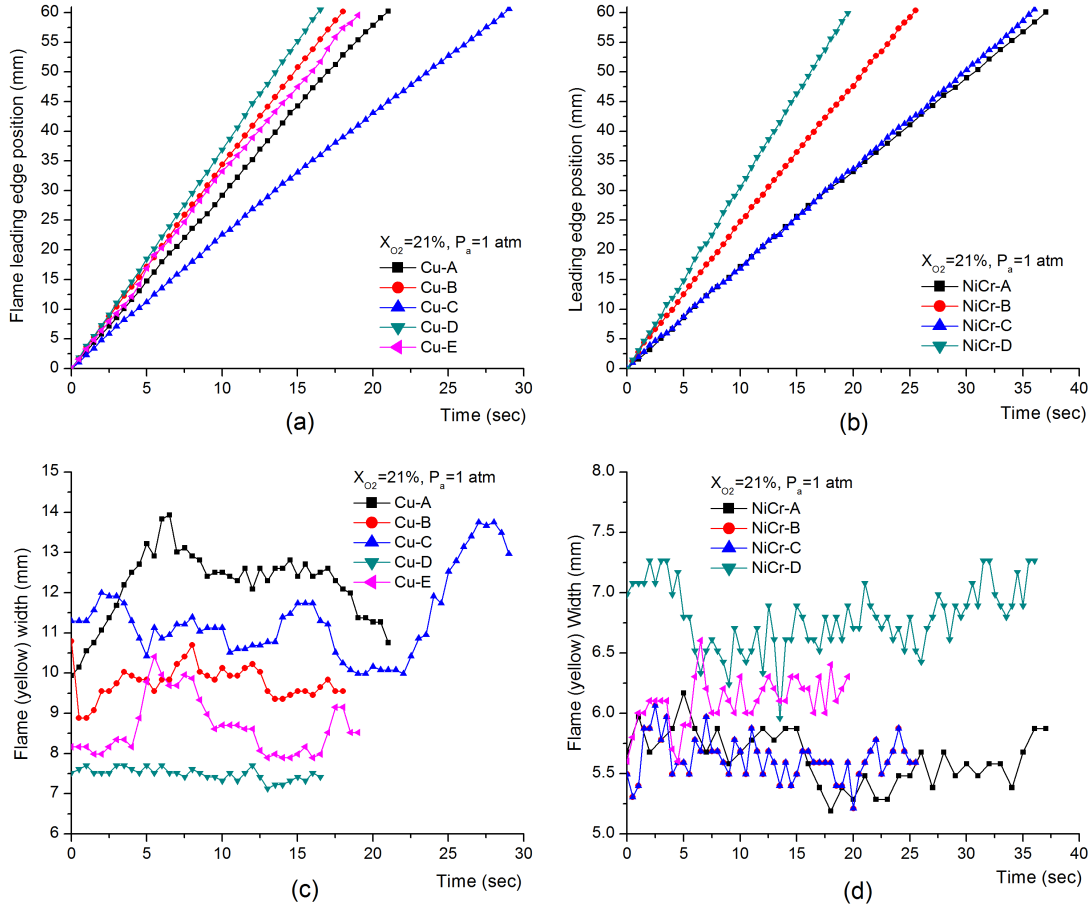 60
55
50
45
40
35
30
25
20
15
10
5
0
Flame leading edge position (mm)
X_O2=21%, P_a=1 atm
Cu-A
Cu-B
Cu-C
Cu-D
Cu-E
0 5 10 15 20 25 30
Time (sec)
(a)
60
55
50
45
40
35
30
25
20
15
10
5
0
Leading edge position (mm)
X_O2=21%, P_a=1 atm
NiCr-A
NiCr-B
NiCr-C
NiCr-D
0 5 10 15 20 25 30 35 40
Time (sec)
(b)
15
14
13
12
11
10
9
8
7
6
Flame (yellow) width (mm)
X_O2=21%, P_a=1 atm
Cu-A
Cu-B
Cu-C
Cu-D
Cu-E
0 5 10 15 20 25 30
Time (sec)
(c)
8.0
7.5
7.0
6.5
6.0
5.5
5.0
Flame (yellow) Width (mm)
X_O2=21%, P_a=1 atm
NiCr-A
NiCr-B
NiCr-C
NiCr-D
0 5 10 15 20 25 30 35 40
Time (sec)
(d)